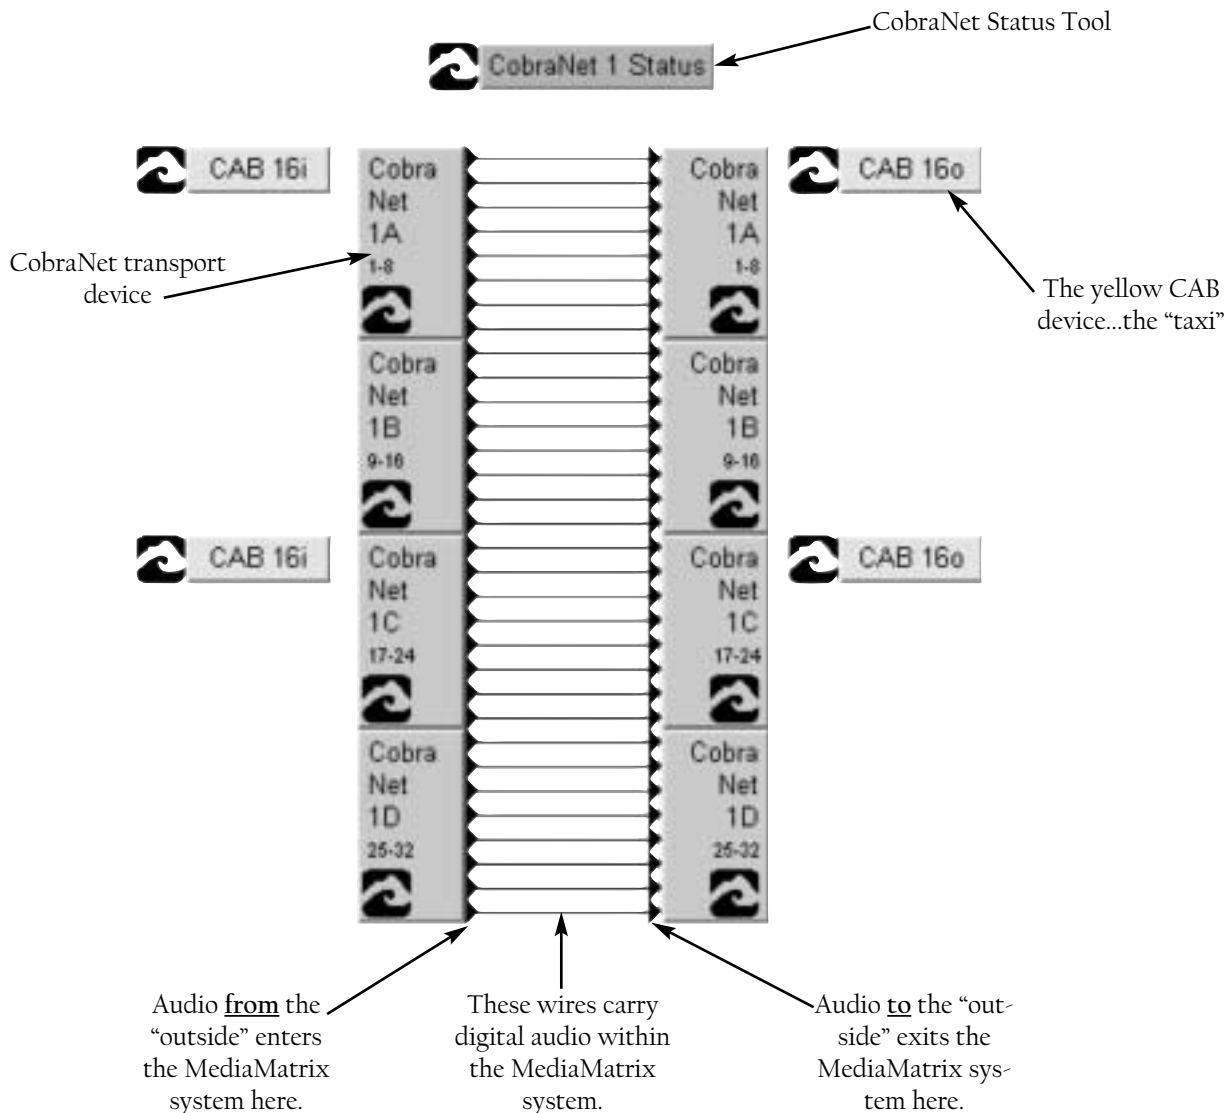 CobraNet Status Tool
CobraNet 1 Status
CAB 16i
Cobra
Net
1A
1-8
Cobra
Net
1A
1-8
CAB 16o
CobraNet transport
device
The yellow CAB
device...the “taxi”
Cobra
Net
1B
9-16
Cobra
Net
1B
9-16
CAB 16i
Cobra
Net
1C
17-24
Cobra
Net
1C
17-24
CAB 16o
Cobra
Net
1D
25-32
Cobra
Net
1D
25-32
Audio from the
“outside” enters
the MediaMatrix
system here.
These wires carry
digital audio within
the MediaMatrix
system.
Audio to the “out-
side” exits the
MediaMatrix sys-
tem here.